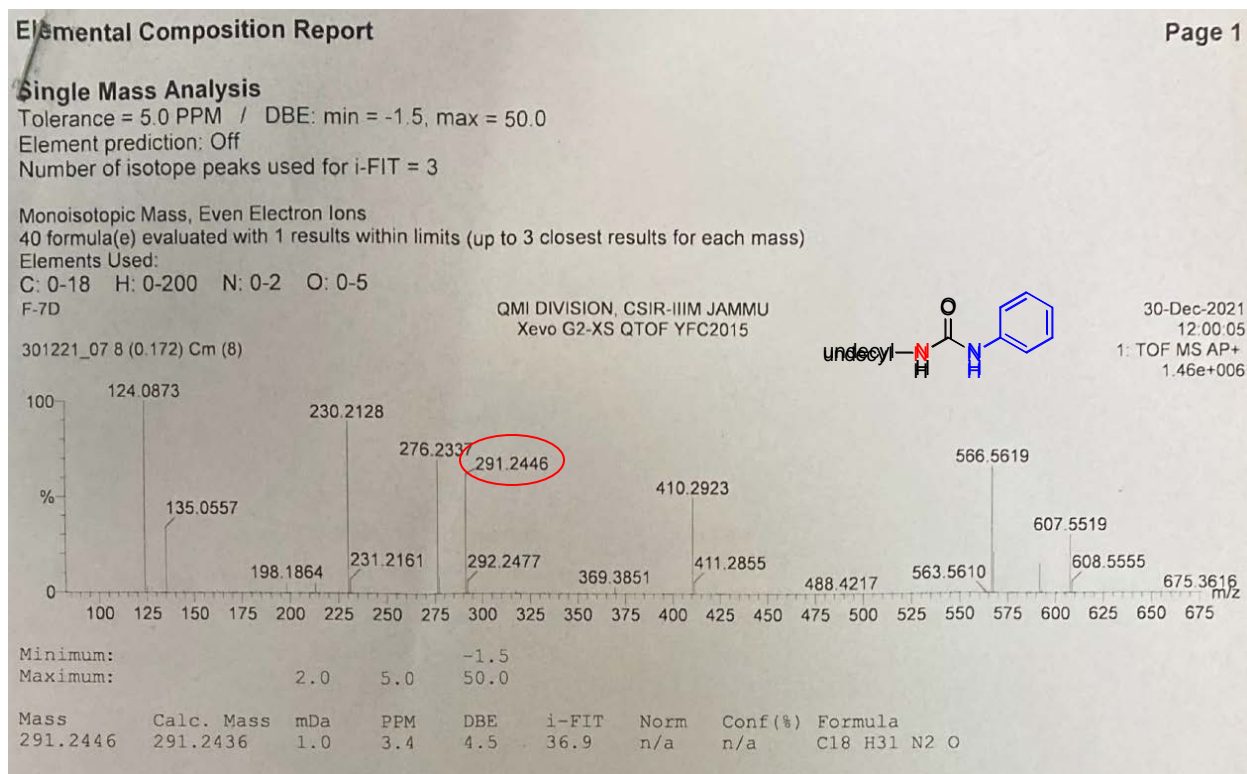 Elemental Composition Report
Page 1
Single Mass Analysis
Tolerance = 5.0 PPM / DBE: min = -1.5, max = 50.0
Element prediction: Off
Number of isotope peaks used for i-FIT = 3
Monoisotopic Mass, Even Electron Ions
40 formula(e) evaluated with 1 results within limits (up to 3 closest results for each mass)
Elements Used:
C: 0-18 H: 0-200 N: 0-2 O: 0-5
F-7D
QMI DIVISION, CSIR-IIIM JAMMU
30-Dec-2021
Xevo G2-XS QTOF YFC2015
12:00:05
301221_07 8 (0.172) Cm (8)
1: TOF MS AP+
1.46e+006
O
undecyl N N
H H
100
%
0
124.0873
230.2128
276.2337
291.2446
566.5619
410.2923
135.0557
607.5519
198.1864
231.2161
292.2477
369.3851
411.2855
488.4217
563.5610
608.5555
675.3616
m/z
100 125 150 175 200 225 250 275 300 325 350 375 400 425 450 475 500 525 550 575 600 625 650 675
Minimum: -1.5
Maximum: 2.0 5.0 50.0
Mass Calc. Mass mDa PPM DBE i-FIT Norm Conf(%) Formula
291.2446 291.2436 1.0 3.4 4.5 36.9 n/a n/a C18 H31 N2 O